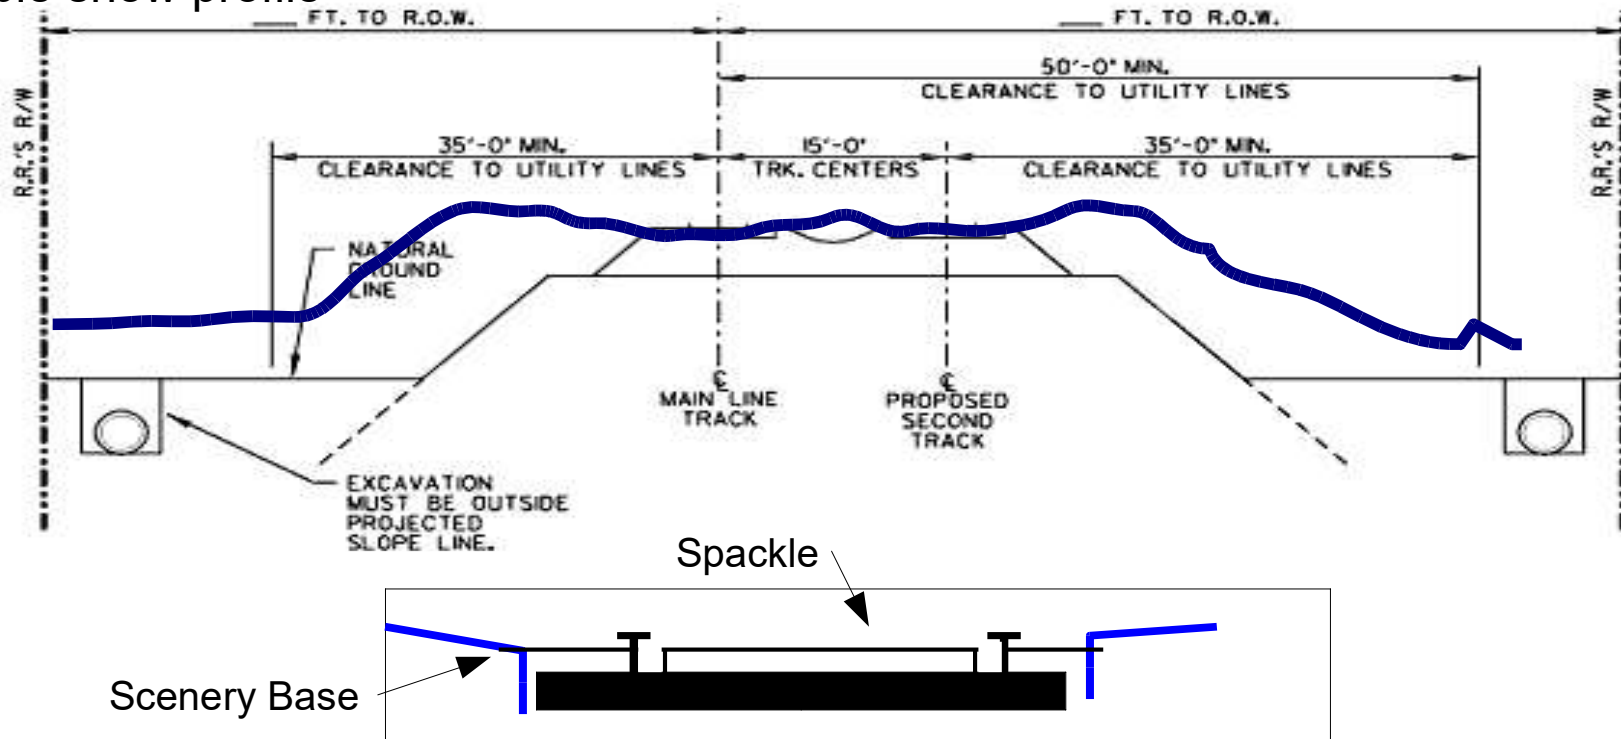 snow profile
FT. TO R.O.W.
FT. TO R.O.W.
50'-0" MIN.
CLEARANCE TO UTILITY LINES
35'-0" MIN.
CLEARANCE TO UTILITY LINES
15'-0"
TRK. CENTERS
35'-0" MIN.
CLEARANCE TO UTILITY LINES
R.R.'S R/W
R.R.'S R/W
NATURAL
GROUND
LINE
℄
MAIN LINE
TRACK
℄
PROPOSED
SECOND
TRACK
EXCAVATION
MUST BE OUTSIDE
PROJECTED
SLOPE LINE.
Spackle
Scenery Base